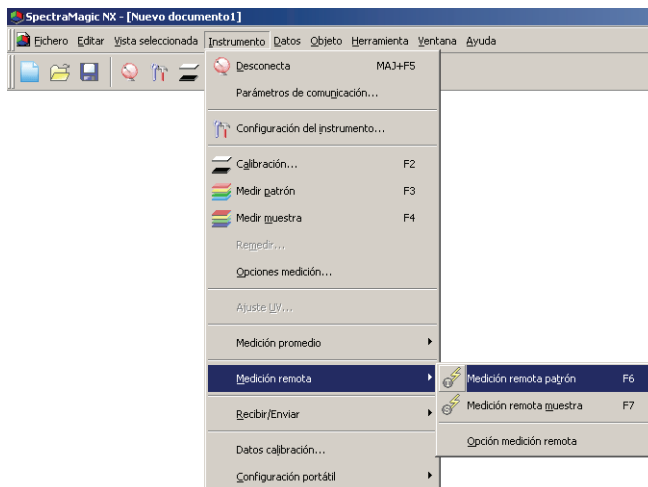 SpectraMagic NX - [Nuevo documento1]
Fichero Editar Vista seleccionada Instrumento Datos Objeto Herramienta Ventana Ayuda
Desconecta MAJ+F5
Parámetros de comunicación...
Configuración del instrumento...
Calibración... F2
Medir patrón F3
Medir muestra F4
Remedir...
Opciones medición...
Ajuste UV...
Medición promedio
Medición remota
Medición remota patrón F6
Medición remota muestra F7
Opción medición remota
Recibir/Enviar
Datos calibración...
Configuración portátil